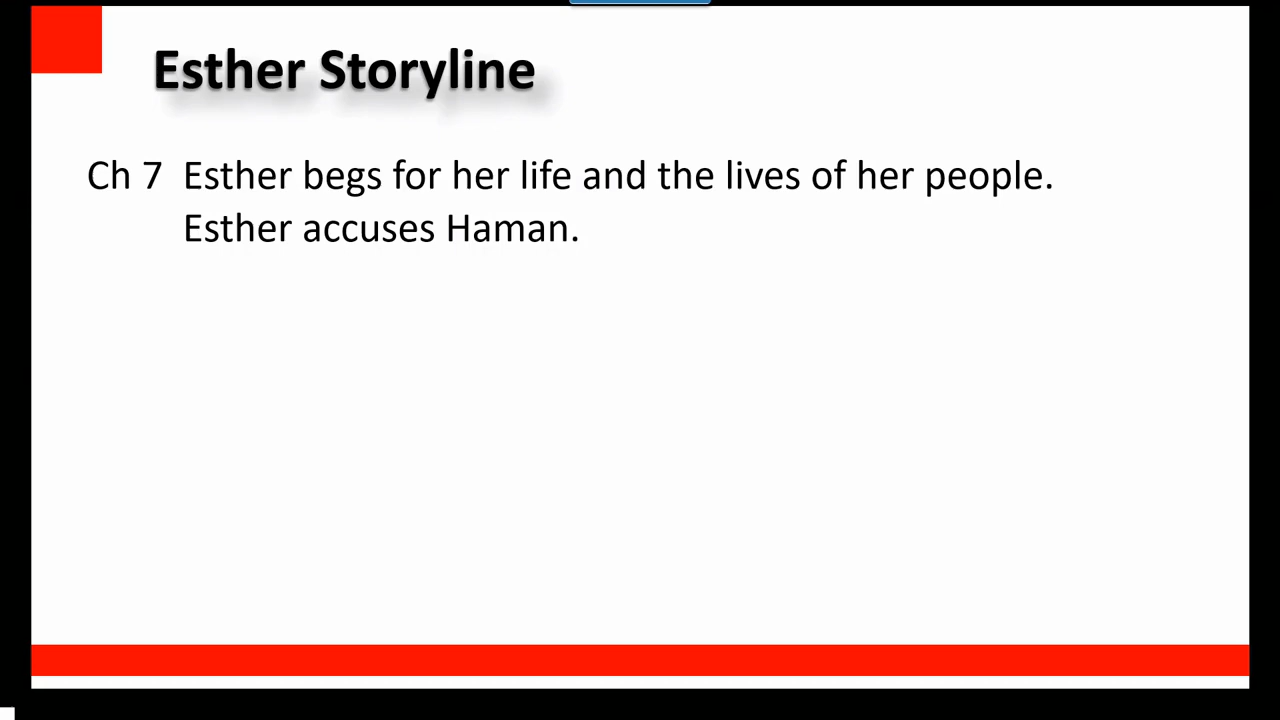 Esther Storyline
Ch 7 Esther begs for her life and the lives of her people.
Esther accuses Haman.